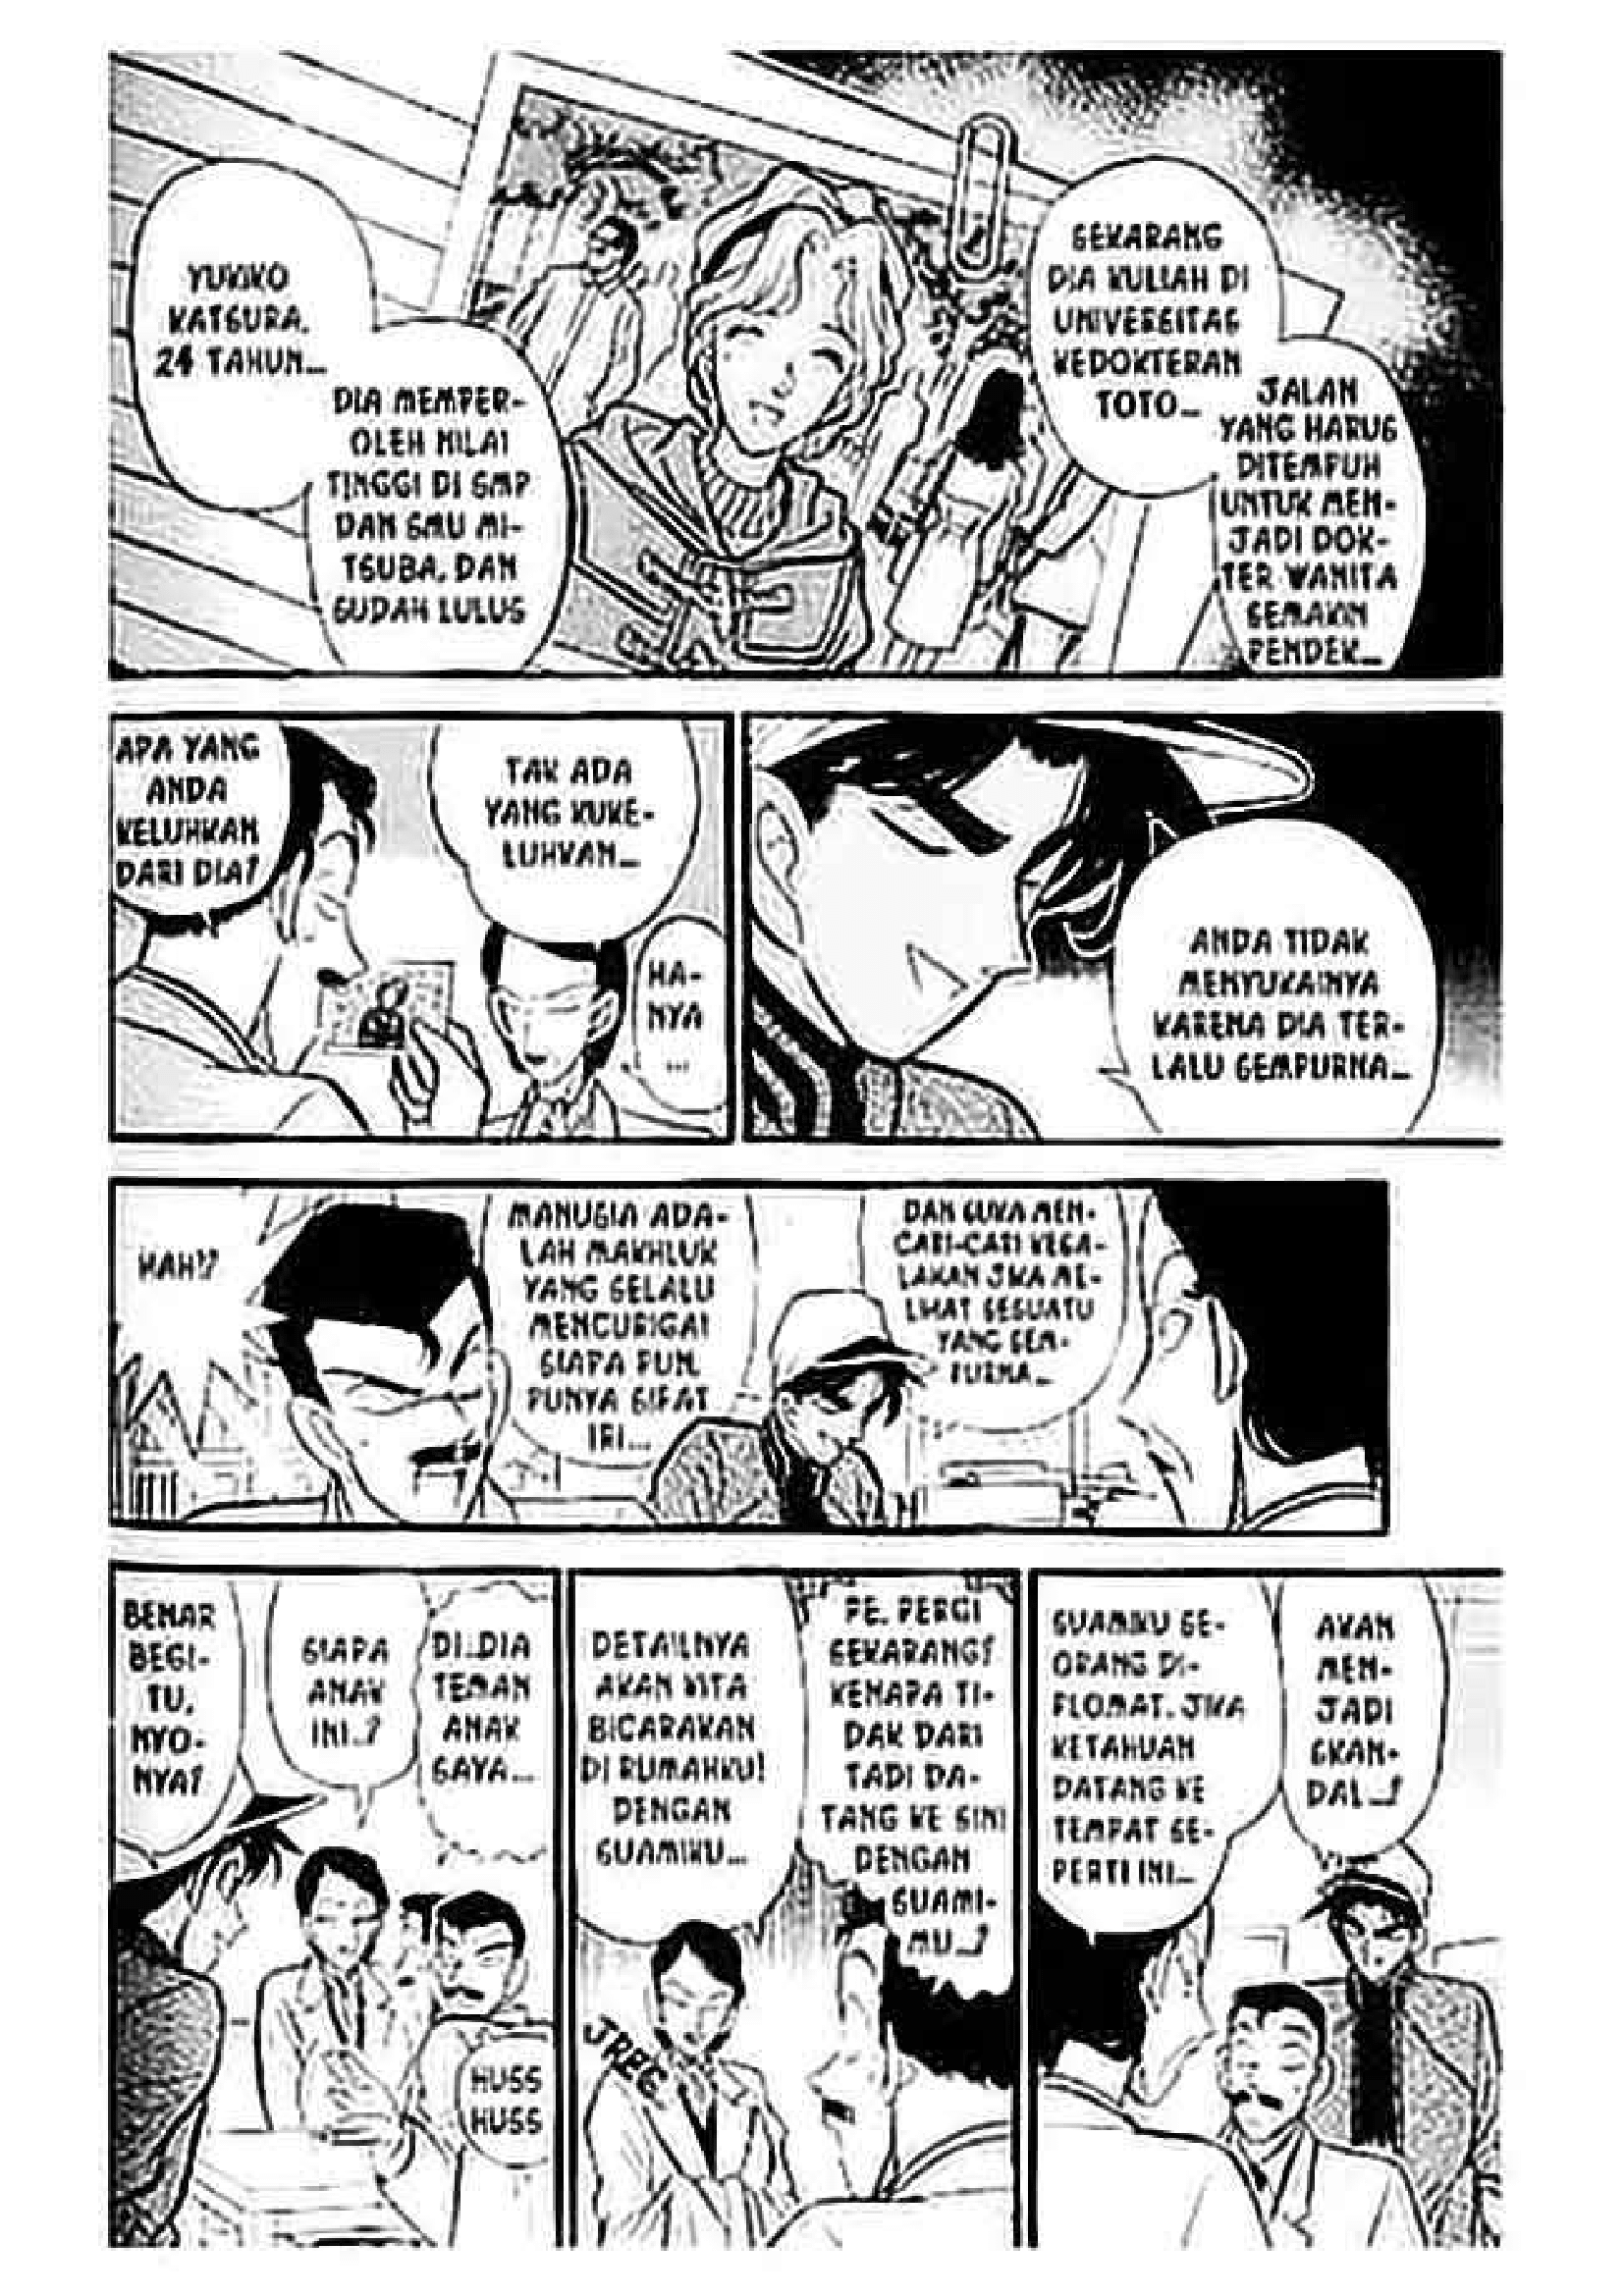 YUKIKO
KATSURA.
24 TAHUN...
DIA MEMPER-
OLEH NILAI
TINGGI DI SMP
DAN SMU MI-
TSUBA. DAN
SUDAH LULUS
SEKARANG
DIA KULIAH DI
UNIVERSITAS
KEDOKTERAN
TOTO...
JALAN
YANG HARUS
DITEMPUH
UNTUK MEN-
JADI DOK-
TER WANITA
SEMAKIN
PENDEK...
APA YANG
ANDA
KELUHKAN
DARI DIA?
TAK ADA
YANG KUKE-
LUHKAN...
HA-
NYA
...
ANDA TIDAK
MENYUKAINYA
KARENA DIA TER-
LALU SEMPURNA...
HAH!?
MANUSIA ADA-
LAH MAKHLUK
YANG SELALU
MENCURIGAI
SIAPA PUN.
PUNYA SIFAT
IRI...
DAN SUKA MEN-
CARI-CARI KESA-
LAHAN JIKA ME-
LIHAT SESUATU
YANG SEM-
PURNA...
BENAR
BEGI-
TU,
NYO-
NYA?
SIAPA
ANAK
INI..?
DI..DIA
TEMAN
ANAK
SAYA...
HUSS
HUSS
DETAILNYA
AKAN KITA
BICARAKAN
DI RUMAHKU!
DENGAN
SUAMIKU...
JREG
PE. PERGI
SEKARANG?
KENAPA TI-
DAK DARI
TADI DA-
TANG KE SINI
DENGAN
SUAMI-
MU...?
SUAMIKU SE-
ORANG DI-
PLOMAT. JIKA
KETAHUAN
DATANG KE
TEMPAT SE-
PERTI INI...
AKAN
MEN-
JADI
SKAN-
DAL...?